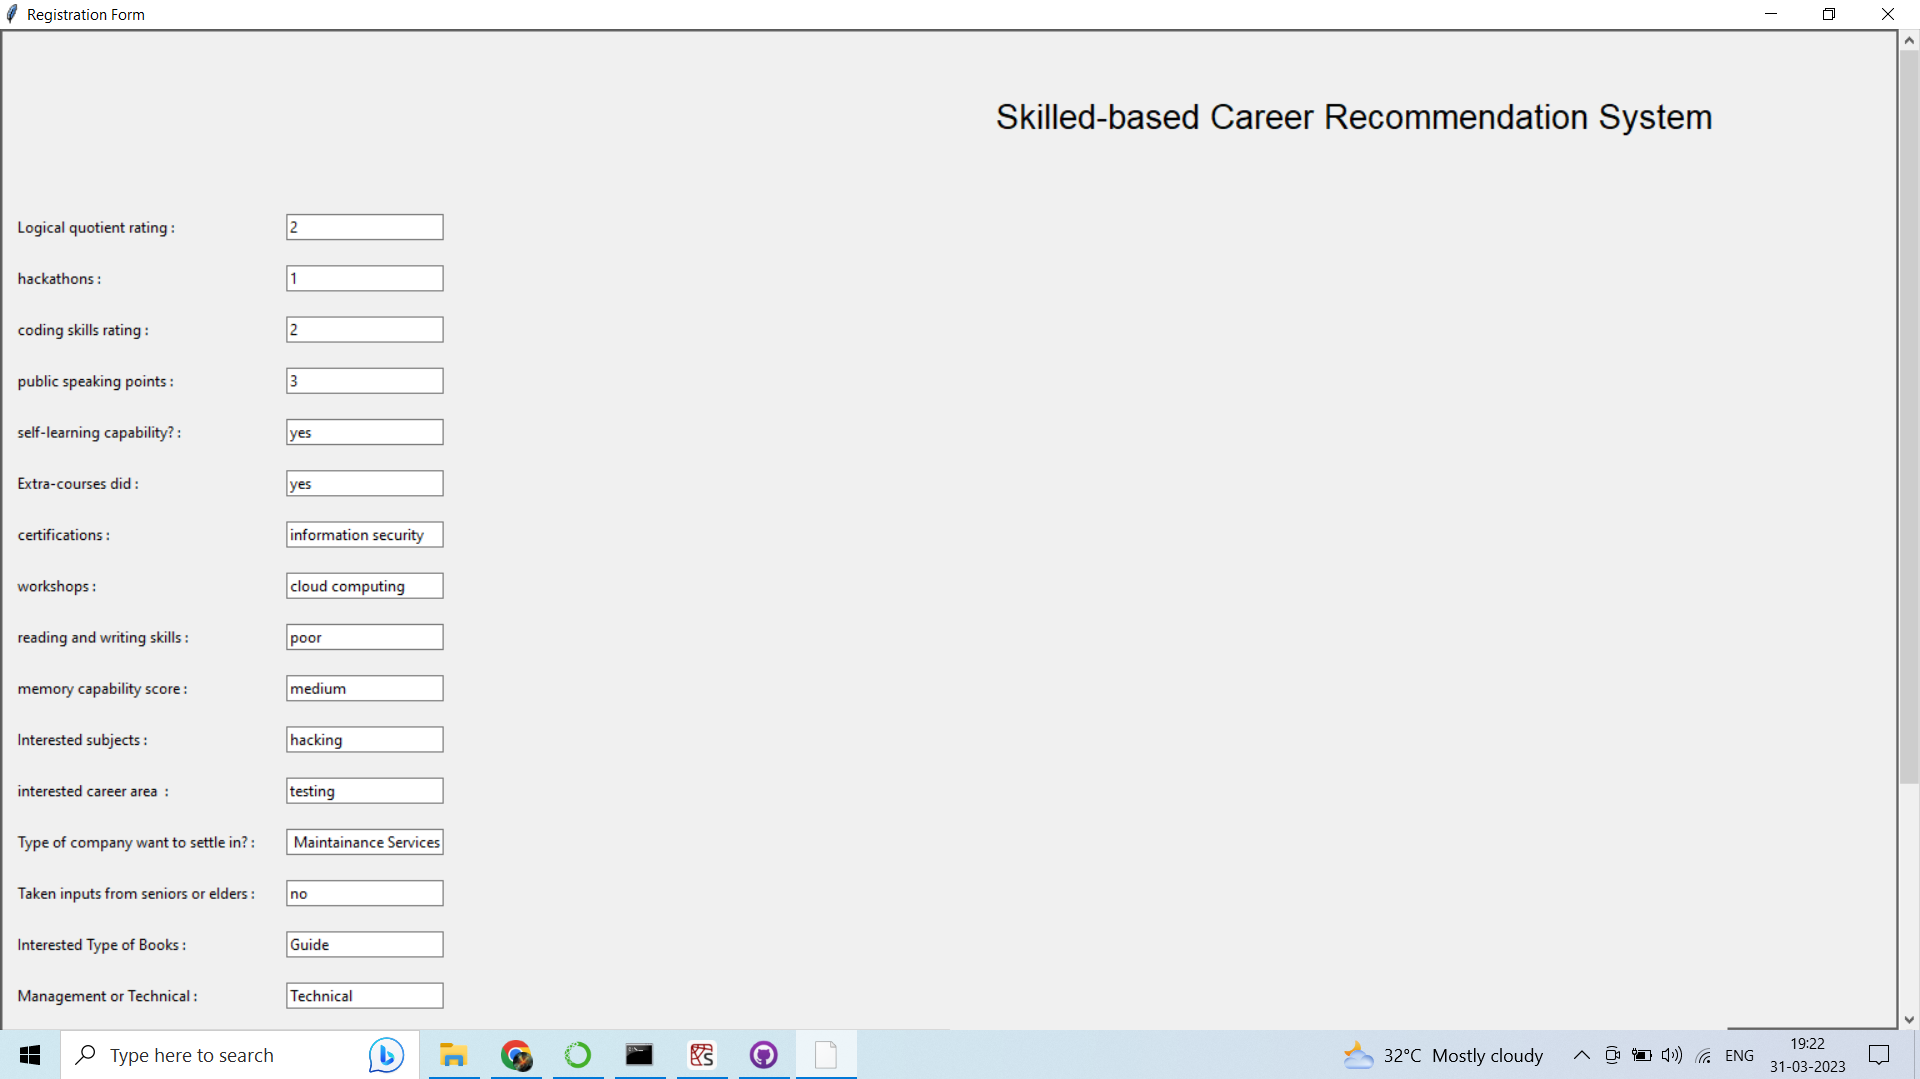 Registration Form
Skilled-based Career Recommendation System
Logical quotient rating : 2
hackathons : 1
coding skills rating : 2
public speaking points : 3
self-learning capability? : yes
Extra-courses did : yes
certifications : information security
workshops : cloud computing
reading and writing skills : poor
memory capability score : medium
Interested subjects : hacking
interested career area  : testing
Type of company want to settle in? : Maintainance Services
Taken inputs from seniors or elders : no
Interested Type of Books : Guide
Management or Technical : Technical
Type here to search
32°C Mostly cloudy
ENG
19:22
31-03-2023